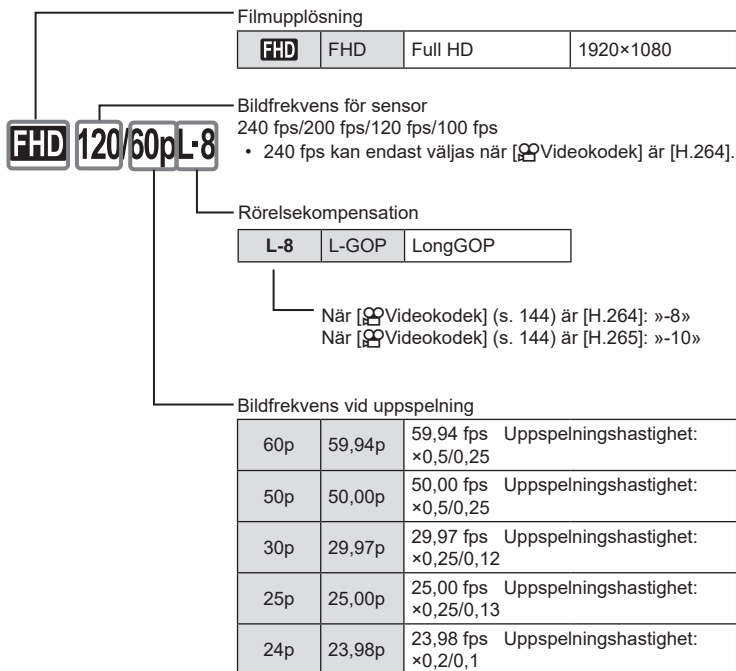 Filmupplösning
FHD FHD Full HD 1920×1080
Bildfrekvens för sensor
240 fps/200 fps/120 fps/100 fps
• 240 fps kan endast väljas när [Videokodek] är [H.264].
FHD 120/60pL-8
Rörelsekompensation
L-8 L-GOP LongGOP
När [Videokodek] (s. 144) är [H.264]: »-8»
När [Videokodek] (s. 144) är [H.265]: »-10»
Bildfrekvens vid uppspelning
60p 59,94p 59,94 fps Uppspelningshastighet:
×0,5/0,25
50p 50,00p 50,00 fps Uppspelningshastighet:
×0,5/0,25
30p 29,97p 29,97 fps Uppspelningshastighet:
×0,25/0,12
25p 25,00p 25,00 fps Uppspelningshastighet:
×0,25/0,13
24p 23,98p 23,98 fps Uppspelningshastighet:
×0,2/0,1